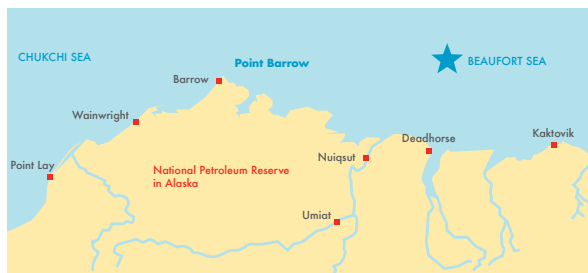 CHUKCHI SEA
Point Barrow
BEAUFORT SEA
Barrow
Wainwright
Deadhorse
Kaktovik
Nuiqsut
Point Lay
National Petroleum Reserve
in Alaska
Umiat